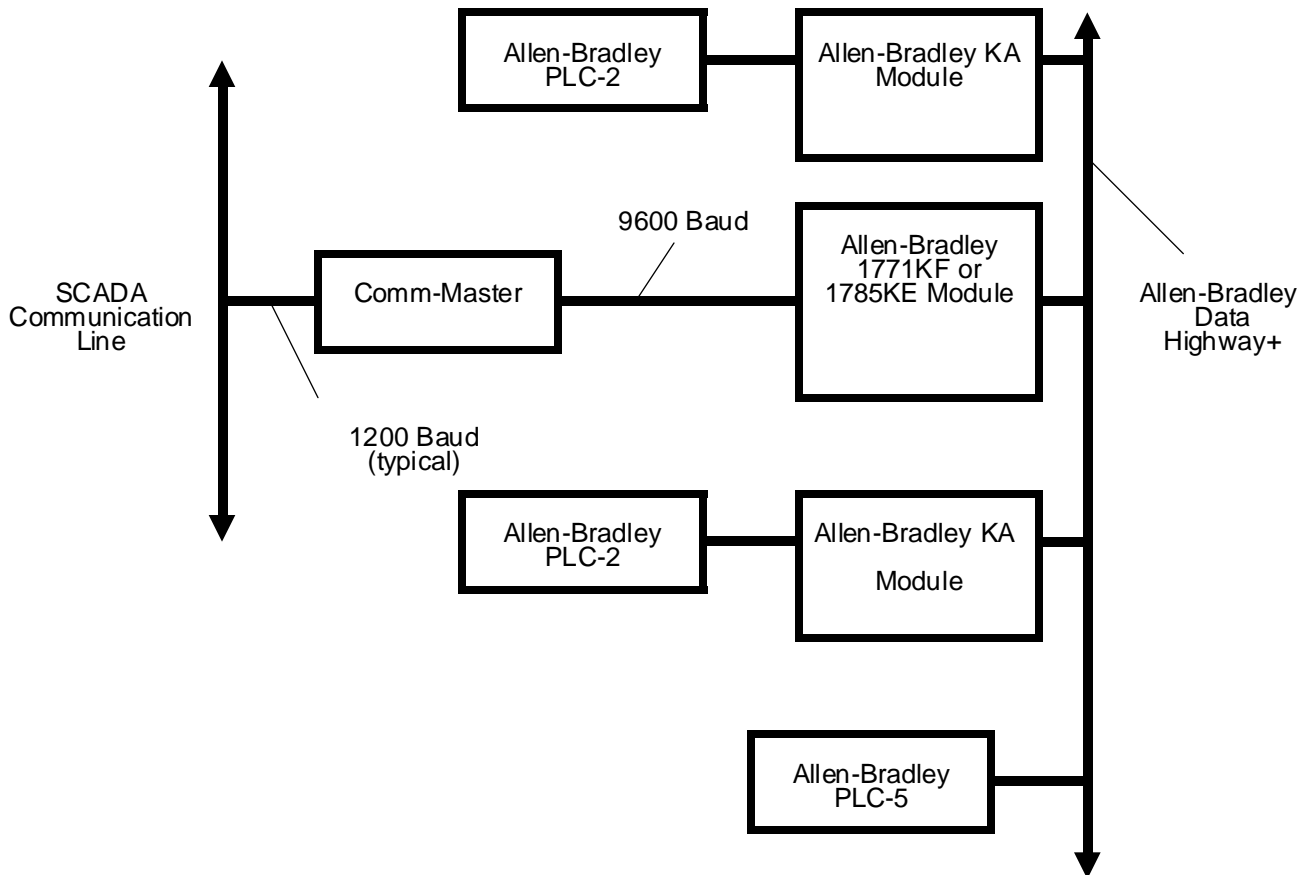 Allen-Bradley
PLC-2
Allen-Bradley KA
Module
9600 Baud
Allen-Bradley
1771KF or
1785KE Module
SCADA
Communication
Line
Comm-Master
Allen-Bradley
Data
Highway+
1200 Baud
(typical)
Allen-Bradley
PLC-2
Allen-Bradley KA
Module
Allen-Bradley
PLC-5